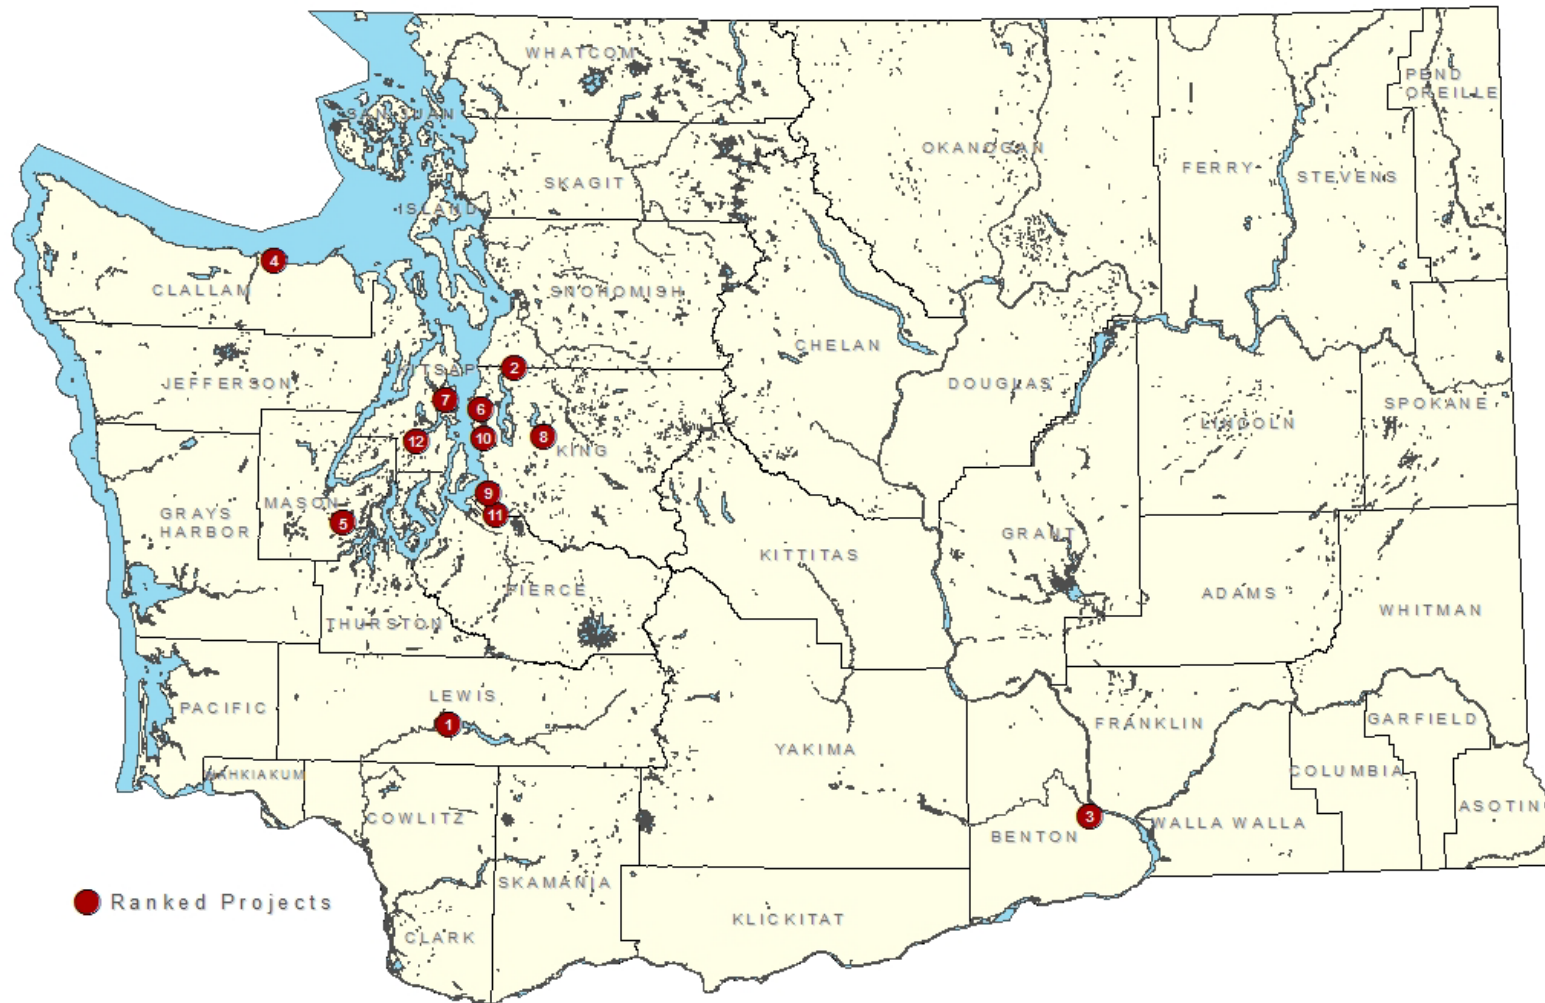 WHATCOM
PEND
OREILLE
SAN JUAN
OKANOGAN
FERRY
STEVENS
SKAGIT
ISLAND
4
CLALLAM
SNOHOMISH
CHELAN
2
KITSAP
JEFFERSON
DOUGLAS
7
6
SPOKANE
LINCOLN
12
10
8
KING
9
MASON
5
11
GRAYS
HARBOR
GRANT
KITTITAS
PIERCE
ADAMS
WHITMAN
THURSTON
LEWIS
PACIFIC
1
GARFIELD
FRANKLIN
YAKIMA
WAHKIAKUM
COLUMBIA
ASOTIN
COWLITZ
3
BENTON
WALLA WALLA
SKAMANIA
Ranked Projects
KLICKITAT
CLARK